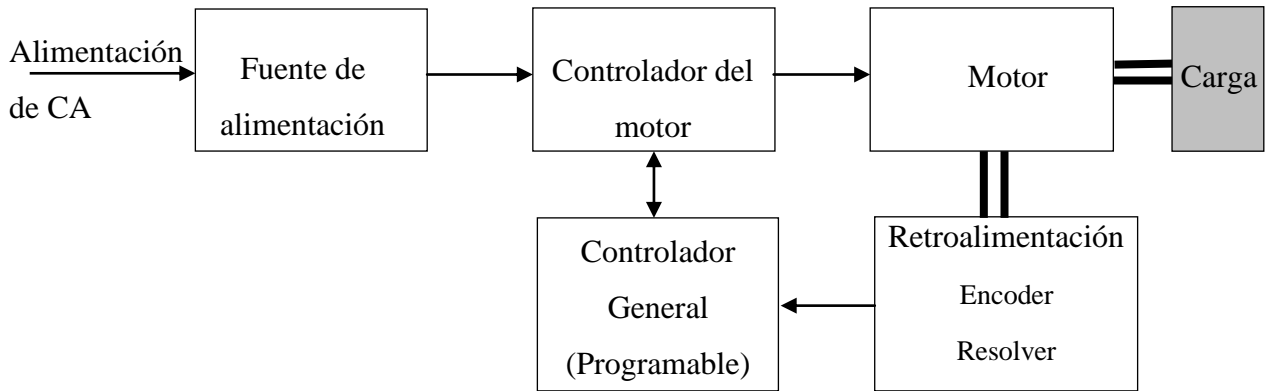 Alimentación
de CA
Fuente de
alimentación
Controlador del
motor
Motor
Carga
Controlador
General
(Programable)
Retroalimentación
Encoder
Resolver